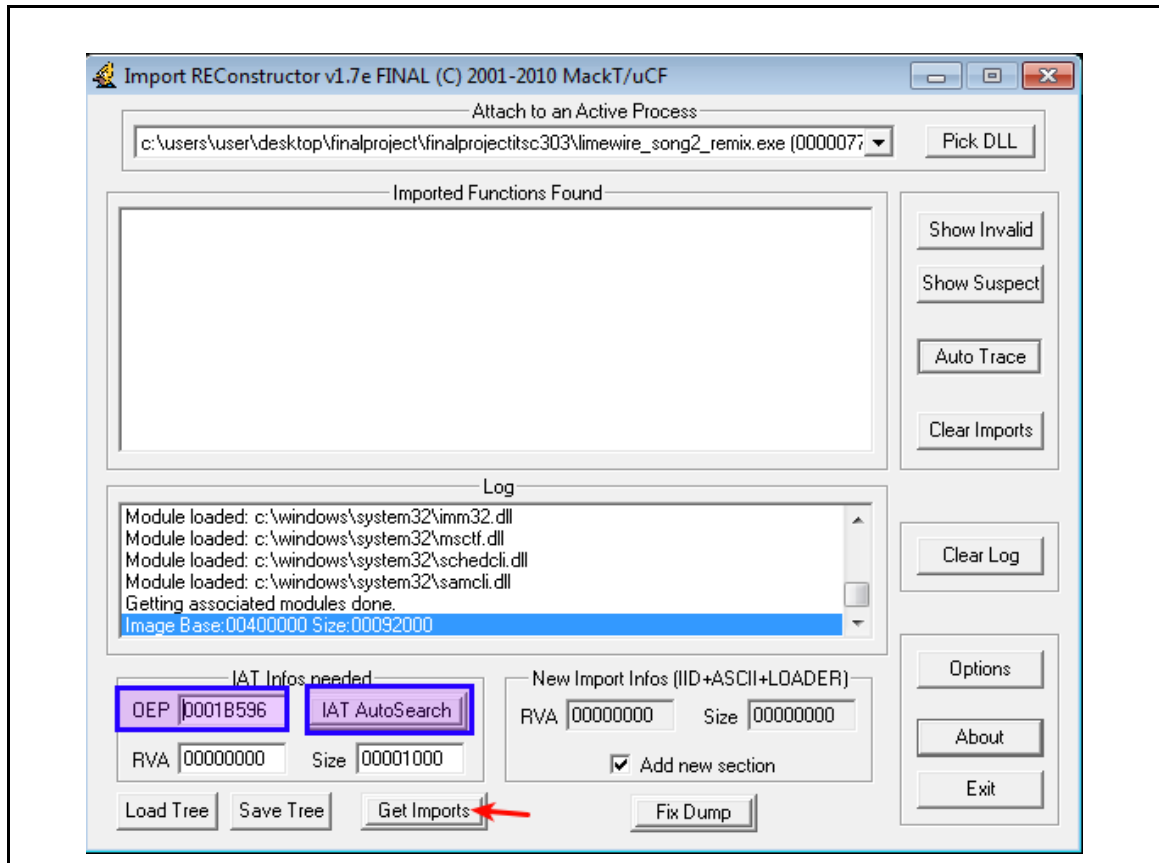 Import REConstructor v1.7e FINAL (C) 2001-2010 MackT/uCF
Attach to an Active Process
c:\users\user\desktop\finalproject\finalprojectitsc303\limewire_song2_remix.exe (0000077
Pick DLL
Imported Functions Found
Show Invalid
Show Suspect
Auto Trace
Clear Imports
Log
Module loaded: c:\windows\system32\imm32.dll
Module loaded: c:\windows\system32\msctf.dll
Module loaded: c:\windows\system32\schedcli.dll
Module loaded: c:\windows\system32\samcli.dll
Getting associated modules done.
Image Base:00400000 Size:00092000
Clear Log
IAT Infos needed
OEP 0001B596 IAT AutoSearch
RVA 00000000 Size 00001000
New Import Infos (IID+ASCII+LOADER)
RVA 00000000 Size 00000000
Add new section
Options
About
Exit
Load Tree Save Tree Get Imports Fix Dump